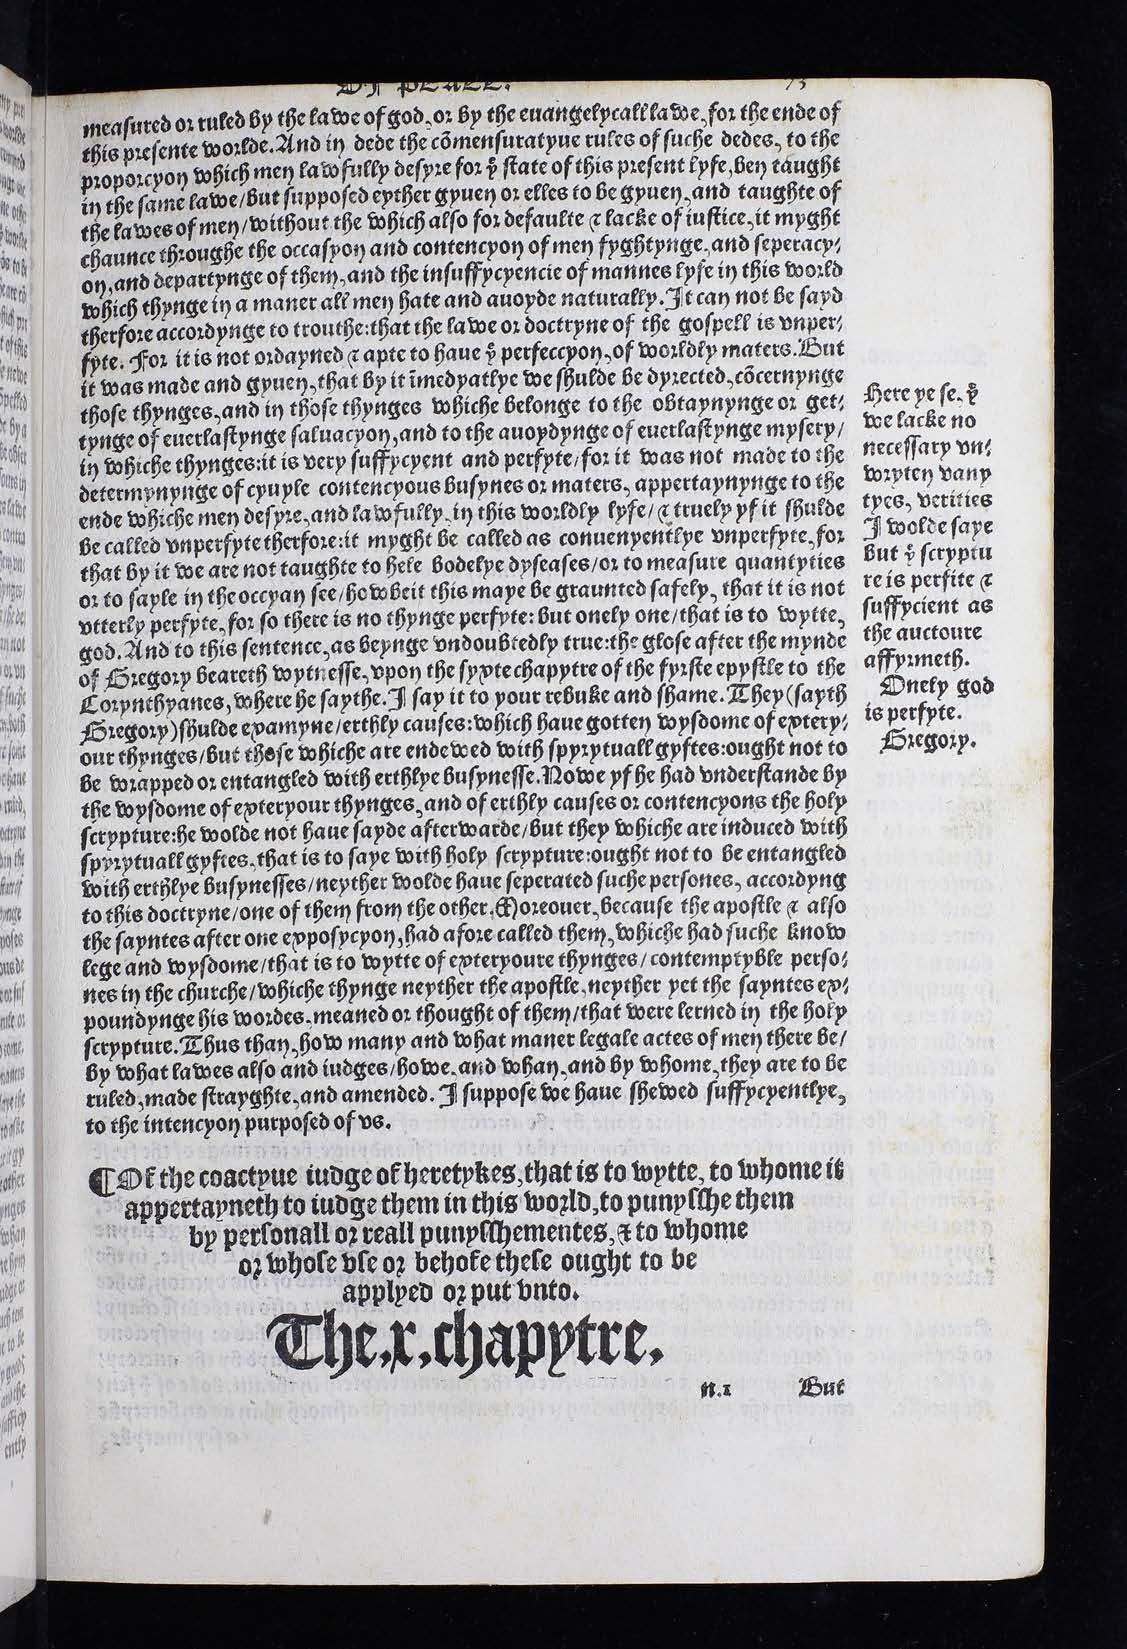 Of peace. 73
measured or ruled by the lawe of god, or by the euangelycall lawe, for the ende of
this presente worlde. And in dede the cōmensuratyue rules of suche dedes, to the
proporcyon which men lawfully desyre for yͤ state of this present lyfe, ben taught
in the same lawe/but supposed eyther gyuen or elles to be gyuen, and taughte of
the lawes of men/without the which also for defaulte ⁊ lacke of iustice, it myght
chaunce throughe the occasyon and contencyon of men fyghtynge, and seperacy⸗
on, and departynge of them, and the insuffycyencie of mannes lyfe in this world
which thynge in a maner all men hate and auoyde naturally. It can not be sayd
therfore accordynge to trouthe: that the lawe or doctryne of the gospell is vnper⸗
fyte. For it is not ordayned ⁊ apte to haue yͤ perfeccyon, of worldly maters. But
it was made and gyuen, that by it īmedyatlye we shulde be dyrected, cōcernynge
those thynges, and in those thynges whiche belonge to the obtaynynge or get⸗
tynge of euerlastynge saluacyon, and to the auoydynge of euerlastynge mysery/
in whiche thynges: it is very suffycyent and perfyte/for it was not made to the
determynynge of cyuyle contencyous busynes or maters, appertaynynge to the
ende whiche men desyre, and lawfully, in this worldly lyfe/ ⁊ truely yf it shulde
be called vnperfyte therfore: it myght be called as conuenyentlye vnperfyte, for
that by it we are not taughte to hele bodelye dyseases/or to measure quantyties
or to sayle in the occyan see/howbeit this maye be graunted safely, that it is not
vtterly perfyte, for so there is no thynge perfyte: but onely one/that is to wytte,
god. And to this sentence, as beynge vndoubtedly true: the glose after the mynde
of Gregory beareth wytnesse, vpon the syxte chapytre of the fyrste epystle to the
Corynthyanes, where he saythe. I say it to your rebuke and shame. They (sayth
Gregory) shulde examyne/erthly causes: which haue gotten wysdome of extery⸗
our thynges/but those whiche are endewed with spyrytuall gyftes: ought not to
be wrapped or entangled with erthlye busynesse. Nowe yf he had vnderstande by
the wysdome of exteryour thynges, and of erthly causes or contencyons the holy
scrypture: he wolde not haue sayde afterwarde/but they whiche are induced with
spyrytuall gyftes, that is to saye with holy scrypture: ought not to be entangled
with erthlye busynesses/neyther wolde haue seperated suche persones, accordyng
to this doctryne/one of them from the other. Moreouer, because the apostle ⁊ also
the sayntes after one exposycyon, had afore called them, whiche had suche know
lege and wysdome/that is to wytte of exteryoure thynges/ contemptyble perso⸗
nes in the churche/whiche thynge neyther the apostle, neyther yet the sayntes ex⸗
poundynge his wordes, meaned or thought of them/that were lerned in the holy
scrypture. Thus than, how many and what maner legale actes of men there be/
by what lawes also and iudges/howe, and whan, and by whome, they are to be
ruled, made strayghte, and amended. I suppose we haue shewed suffycyentlye,
to the intencyon purposed of vs.
Here ye se, yͭ
we lacke no
necessary vn⸗
wryten vany
tyes, verities
I wolde saye
but yͤ scryptu
re is perfite ⁊
suffycient as
the auctoure
affyrmeth.
Onely god
is perfyte.
Gregory.
¶Of the coactyue iudge of heretykes, that is to wytte, to whome it
appertayneth to iudge them in this world, to punysshe them
by personall or reall punysshementes, ⁊ to whome
or whose vse or behofe these ought to be
applyed or put vnto.
The.x.chapytre.
n.1 But